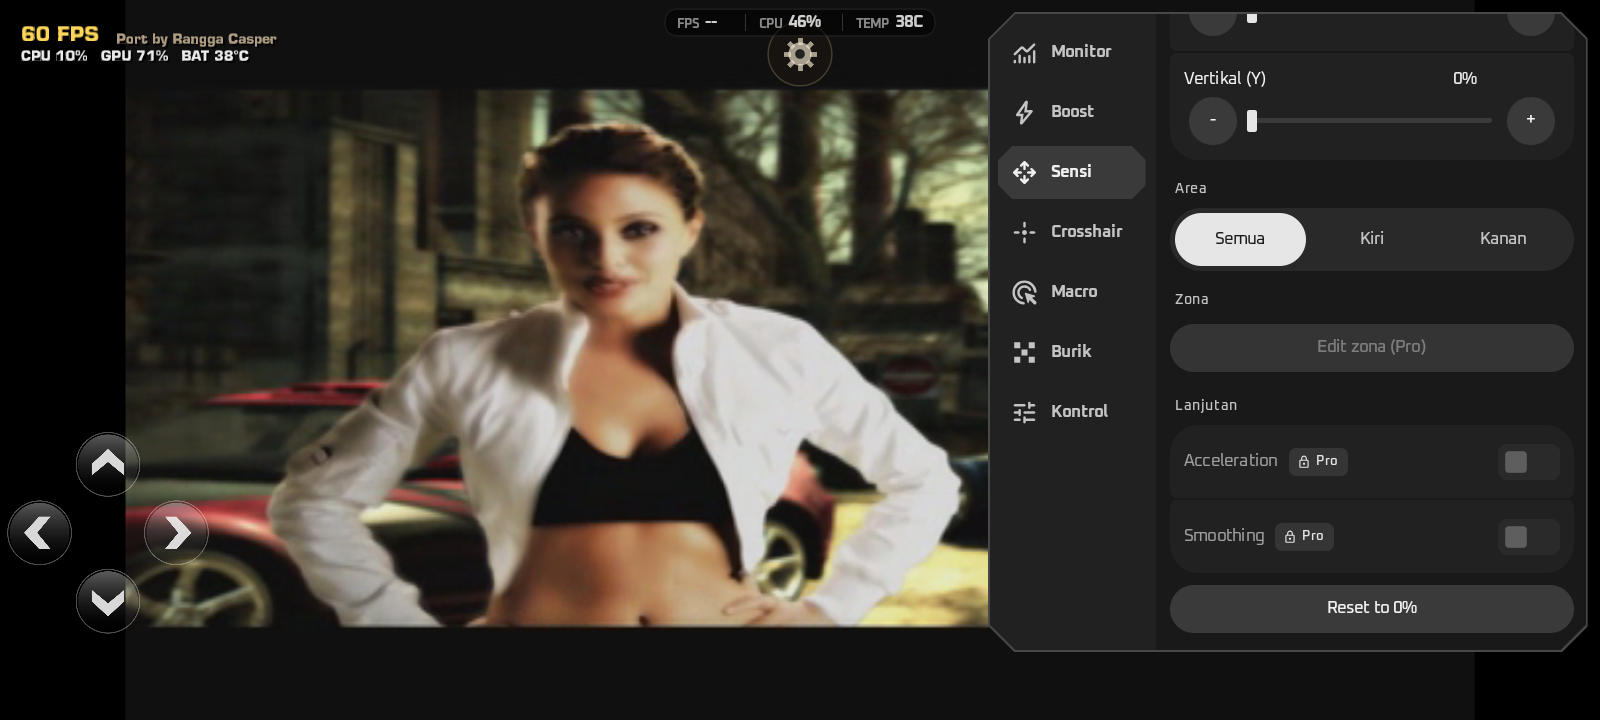 60 FPS Port by Rangga Casper
CPU 10% GPU 71% BAT 38°C
FPS -- CPU 46% TEMP 38C
Monitor
Boost
Sensi
Crosshair
Macro
Burik
Kontrol
Vertikal (Y) 0%
- +
Area
Semua Kiri Kanan
Zona
Edit zona (Pro)
Lanjutan
Acceleration Pro
Smoothing Pro
Reset to 0%